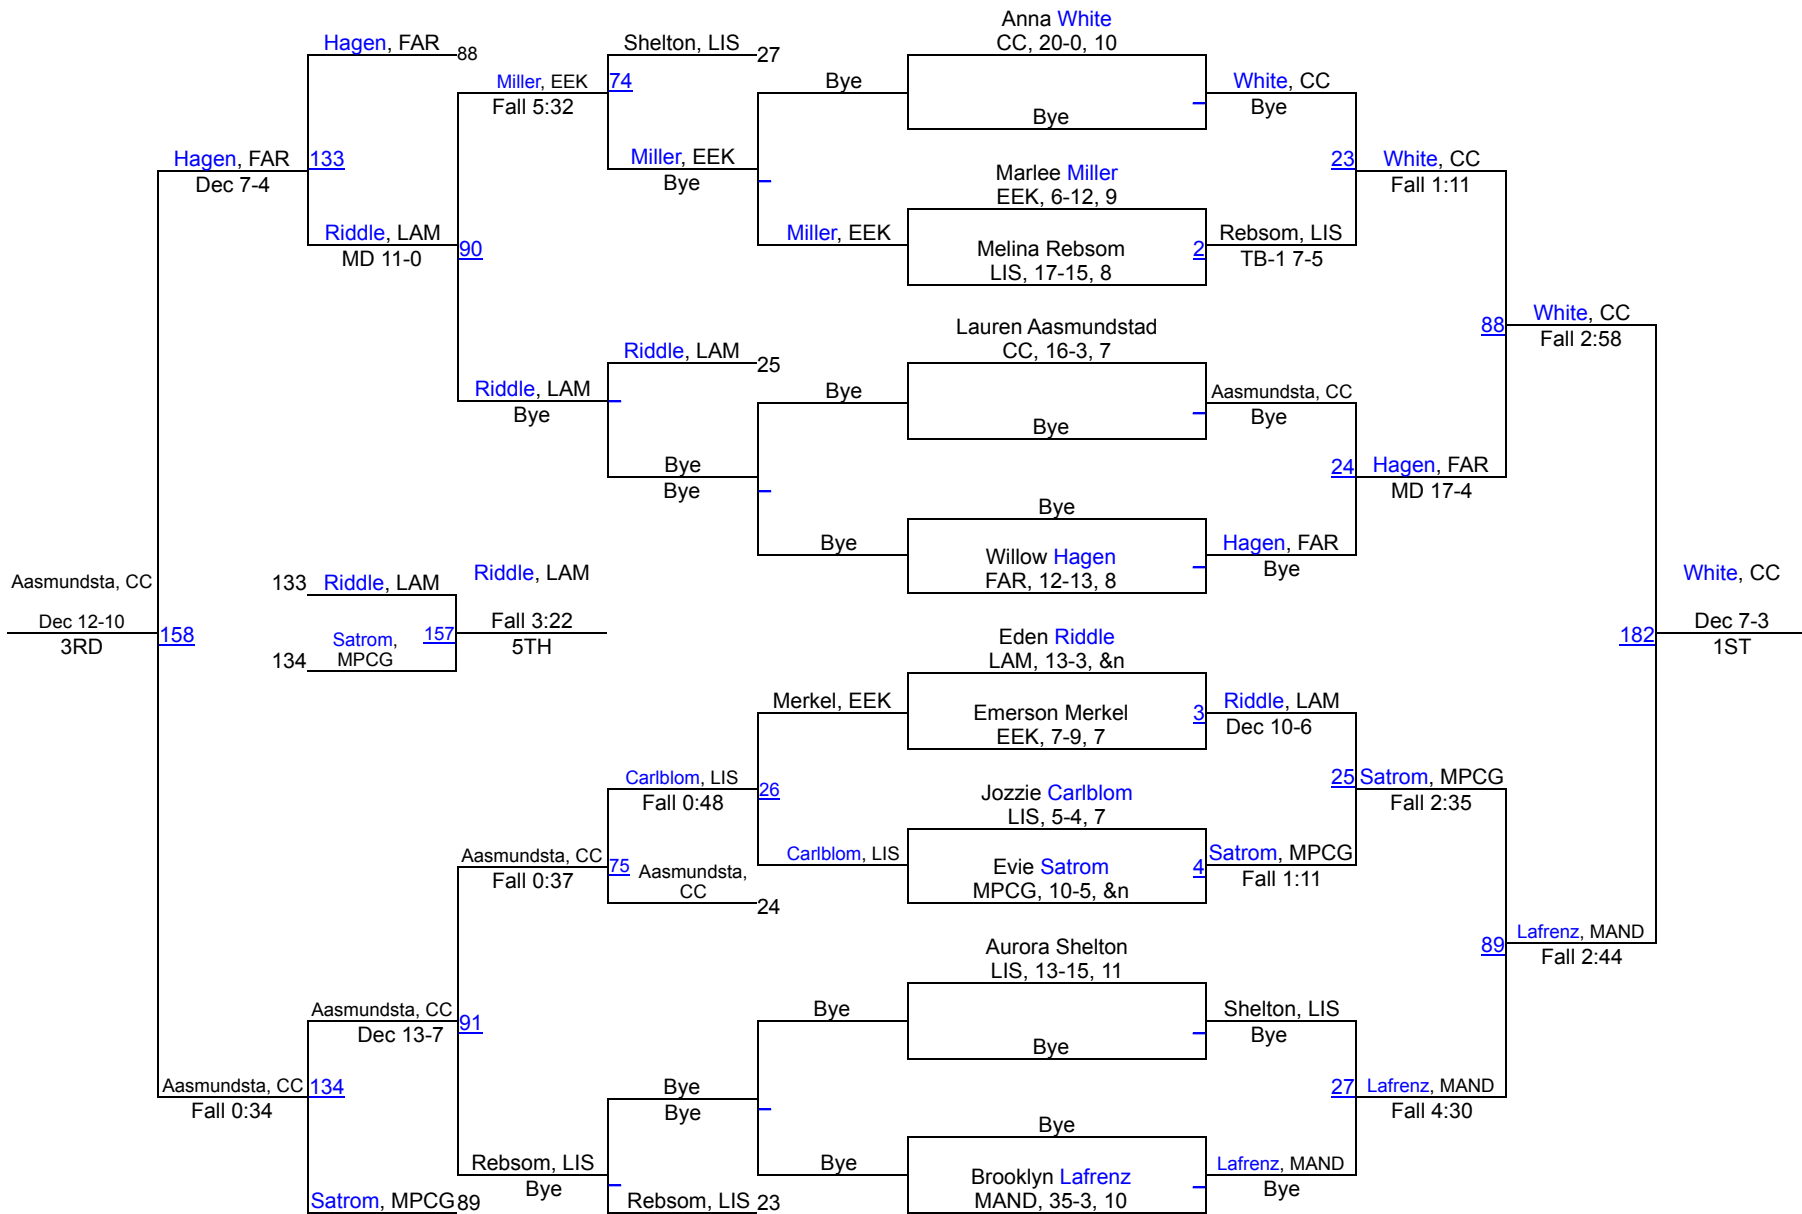 Anna White
CC, 20-0, 10
Hagen, FAR
88
Shelton, LIS
27
Miller, EEK
74
Fall 5:32
Bye
White, CC
Bye
Bye
Miller, EEK
Bye
Hagen, FAR
133
Dec 7-4
Marlee Miller
EEK, 6-12, 9
23
White, CC
Fall 1:11
Riddle, LAM
90
MD 11-0
Miller, EEK
Melina Rebsom
LIS, 17-15, 8
2
Rebsom, LIS
TB-1 7-5
Lauren Aasmundstad
CC, 16-3, 7
88
White, CC
Fall 2:58
Riddle, LAM
25
Riddle, LAM
Bye
Bye
Bye
Aasmundsta, CC
Bye
Bye
Bye
24
Hagen, FAR
MD 17-4
Bye
Bye
Willow Hagen
FAR, 12-13, 8
Hagen, FAR
Bye
Aasmundsta, CC
Dec 12-10
3RD
158
133
Riddle, LAM
134
Satrom,
MPCG
157
Riddle, LAM
Fall 3:22
5TH
White, CC
182
Dec 7-3
1ST
Eden Riddle
LAM, 13-3, &n
Merkel, EEK
Emerson Merkel
EEK, 7-9, 7
3
Riddle, LAM
Dec 10-6
Carlblom, LIS
26
Fall 0:48
Jozzie Carlblom
LIS, 5-4, 7
25
Satrom, MPCG
Fall 2:35
Aasmundsta, CC
75
Fall 0:37
Aasmundsta,
CC
24
Carlblom, LIS
Evie Satrom
MPCG, 10-5, &n
4
Satrom, MPCG
Fall 1:11
Aurora Shelton
LIS, 13-15, 11
89
Lafrenz, MAND
Fall 2:44
Aasmundsta, CC
91
Dec 13-7
Bye
Bye
Shelton, LIS
Bye
Aasmundsta, CC
134
Fall 0:34
Bye
Bye
27
Lafrenz, MAND
Fall 4:30
Bye
Rebsom, LIS
Bye
Bye
Brooklyn Lafrenz
MAND, 35-3, 10
Lafrenz, MAND
Bye
Satrom, MPCG
89
Rebsom, LIS
23